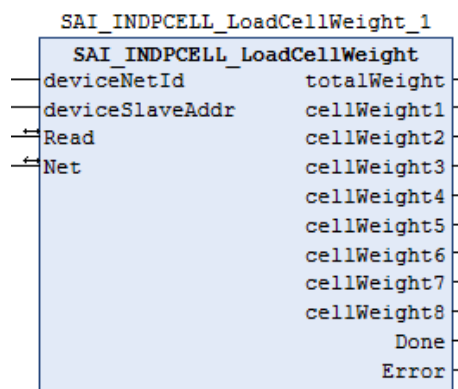 SAI_INDPCELL_LoadCellWeight_1
SAI_INDPCELL_LoadCellWeight
deviceNetId totalWeight
deviceSlaveAddr cellWeight1
Read cellWeight2
Net cellWeight3
cellWeight4
cellWeight5
cellWeight6
cellWeight7
cellWeight8
Done
Error